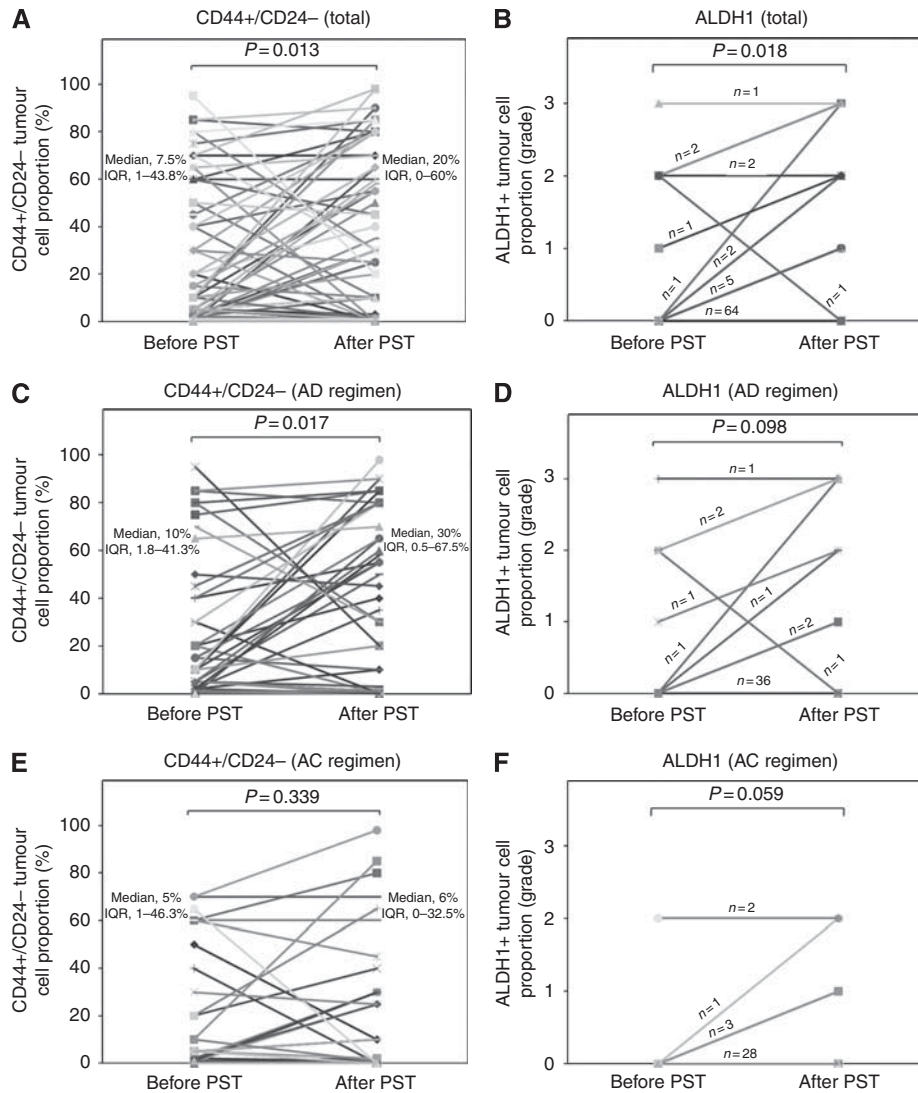 A
CD44+/CD24– (total)
P=0.013
CD44+/CD24– tumour
cell proportion (%)
100
80
60
40
20
0
Median, 7.5%
IQR, 1–43.8%
Median, 20%
IQR, 0–60%
Before PST
After PST
B
ALDH1 (total)
P=0.018
ALDH1+ tumour cell
proportion (grade)
3
2
1
0
n=1
n=2
n=2
n=1
n=2
n=5
n=1
n=64
n=1
Before PST
After PST
C
CD44+/CD24– (AD regimen)
P=0.017
CD44+/CD24– tumour
cell proportion (%)
100
80
60
40
20
0
Median, 10%
IQR, 1.8–41.3%
Median, 30%
IQR, 0.5–67.5%
Before PST
After PST
D
ALDH1 (AD regimen)
P=0.098
ALDH1+ tumour cell
proportion (grade)
3
2
1
0
n=1
n=2
n=1
n=1
n=2
n=1
n=36
n=1
Before PST
After PST
E
CD44+/CD24– (AC regimen)
P=0.339
CD44+/CD24– tumour
cell proportion (%)
100
80
60
40
20
0
Median, 5%
IQR, 1–46.3%
Median, 6%
IQR, 0–32.5%
Before PST
After PST
F
ALDH1 (AC regimen)
P=0.059
ALDH1+ tumour cell
proportion (grade)
3
2
1
0
n=2
n=1
n=3
n=28
Before PST
After PST